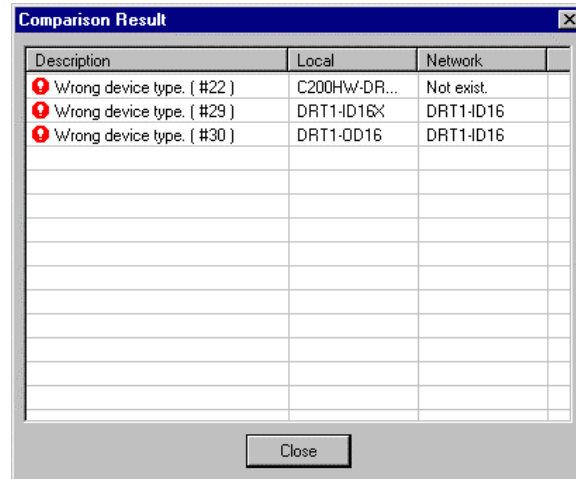 Comparison Result
Description Local Network
Wrong device type. ( #22 ) C200HW-DR... Not exist.
Wrong device type. ( #29 ) DRT1-ID16X DRT1-ID16
Wrong device type. ( #30 ) DRT1-OD16 DRT1-ID16
Close